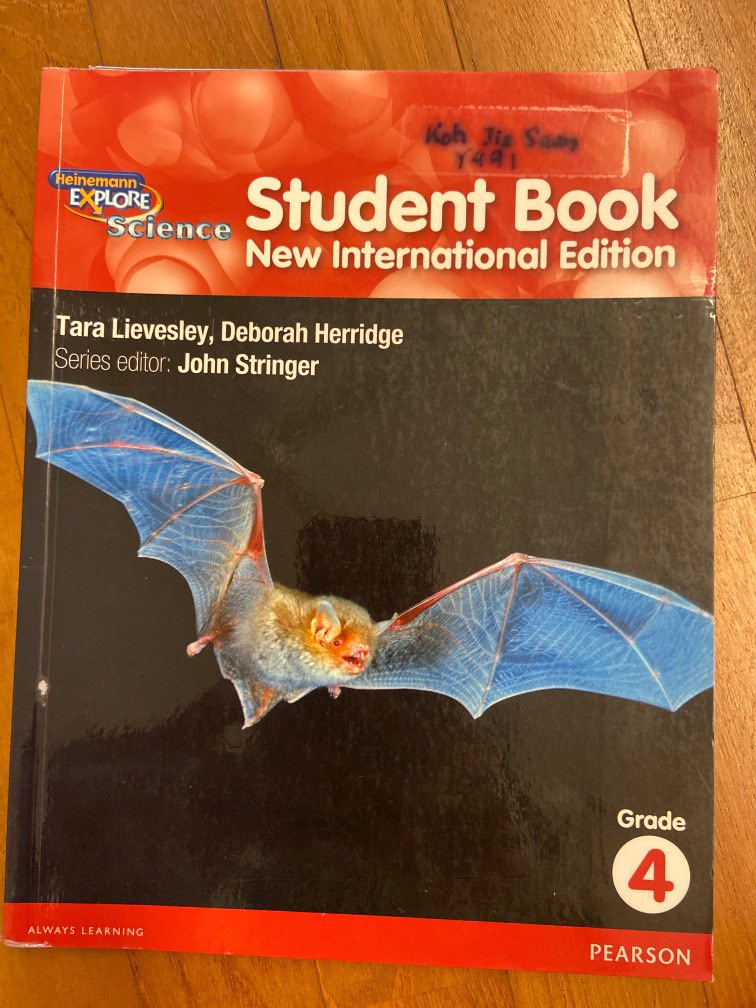 Koh Jie
Heinemann
EXPLORE
Science
Student Book
New International Edition
Tara Lievesley, Deborah Herridge
Series editor: John Stringer
Grade
4
ALWAYS LEARNING
PEARSON